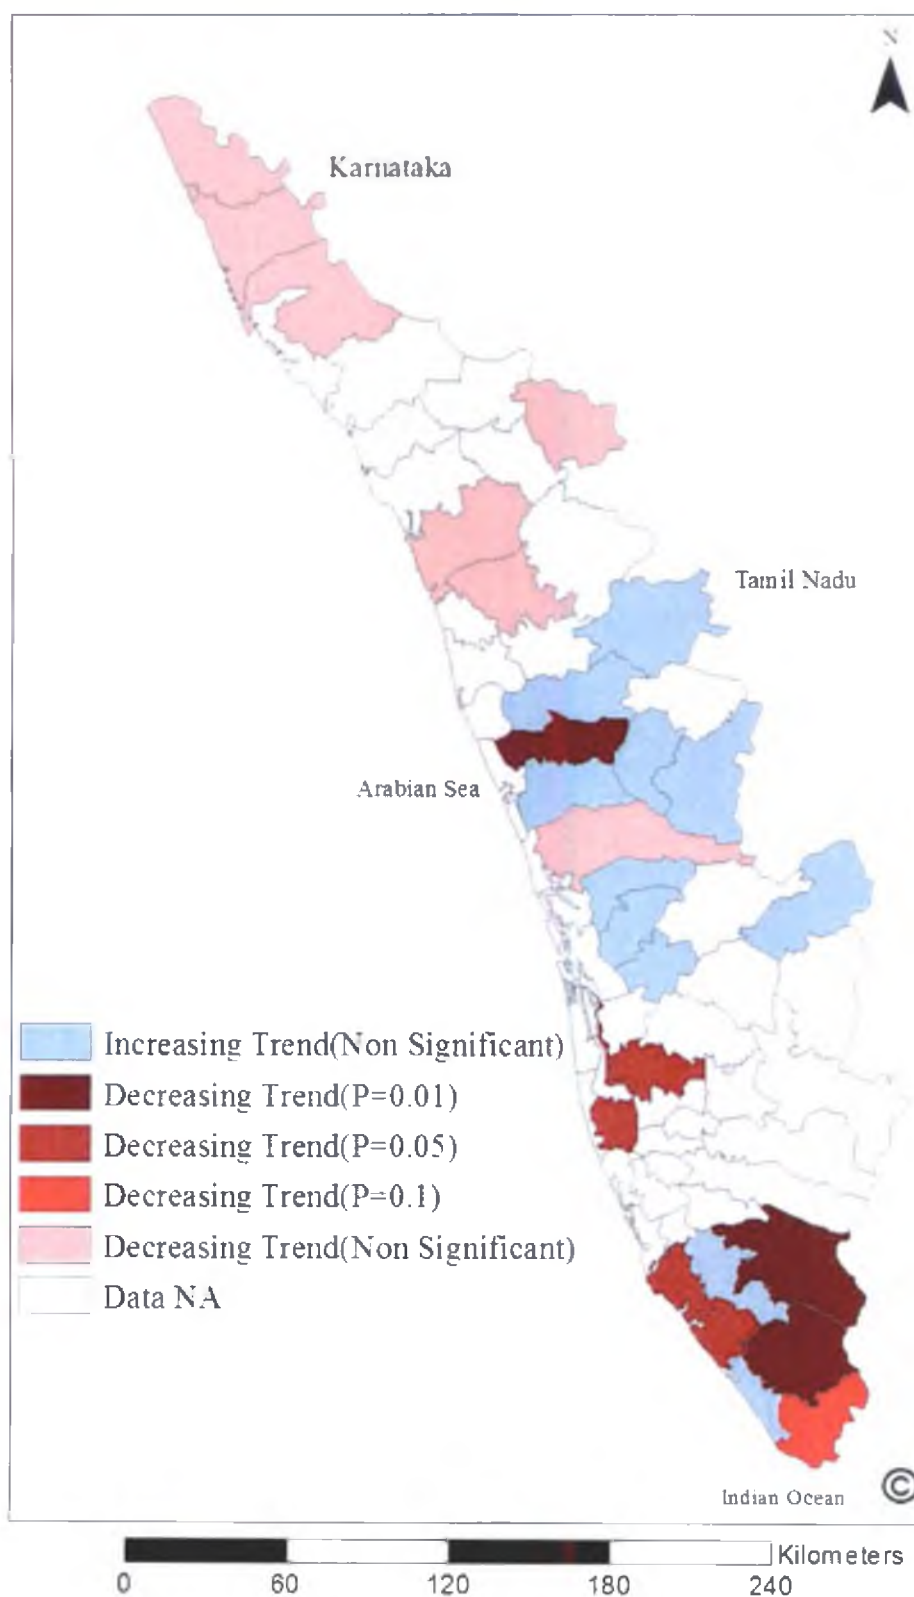 N
Karnataka
Tamil Nadu
Arabian Sea
Increasing Trend(Non Significant)
Decreasing Trend(P=0.01)
Decreasing Trend(P=0.05)
Decreasing Trend(P=0.1)
Decreasing Trend(Non Significant)
Data NA
Indian Ocean ©
Kilometers
0 60 120 180 240